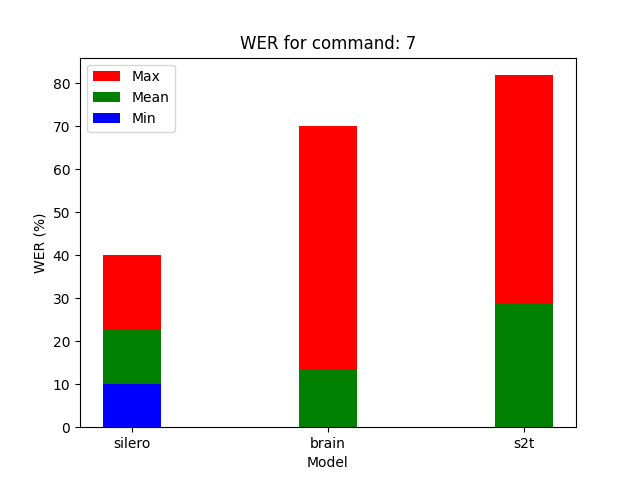 WER for command: 7
Max
Mean
Min
WER (%)
80
70
60
50
40
30
20
10
0
silero brain s2t
Model